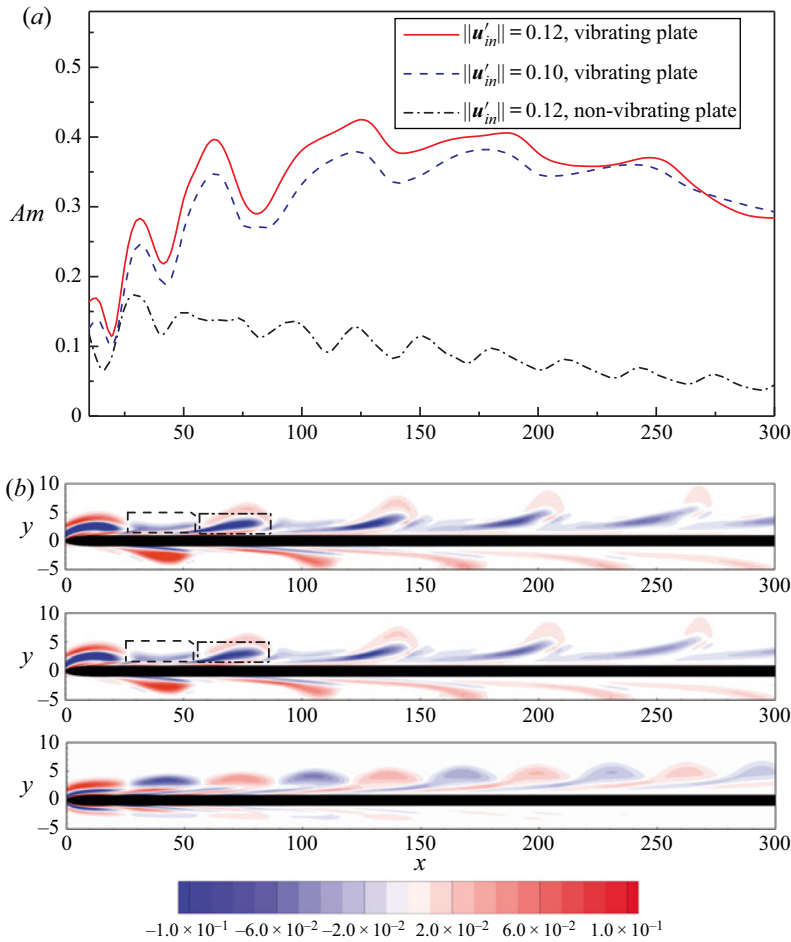 (a)
0.5
0.4
Am 0.3
0.2
0.1
0
||u′in|| = 0.12, vibrating plate
||u′in|| = 0.10, vibrating plate
||u′in|| = 0.12, non-vibrating plate
50 100 150 200 250 300
(b)
10
5
y
0
−5
0 50 100 150 200 250 300
10
5
y
0
−5
0 50 100 150 200 250 300
10
5
y
0
−5
0 50 100 150 200 250 300
x
−1.0 × 10⁻¹ −6.0 × 10⁻² −2.0 × 10⁻² 2.0 × 10⁻² 6.0 × 10⁻² 1.0 × 10⁻¹